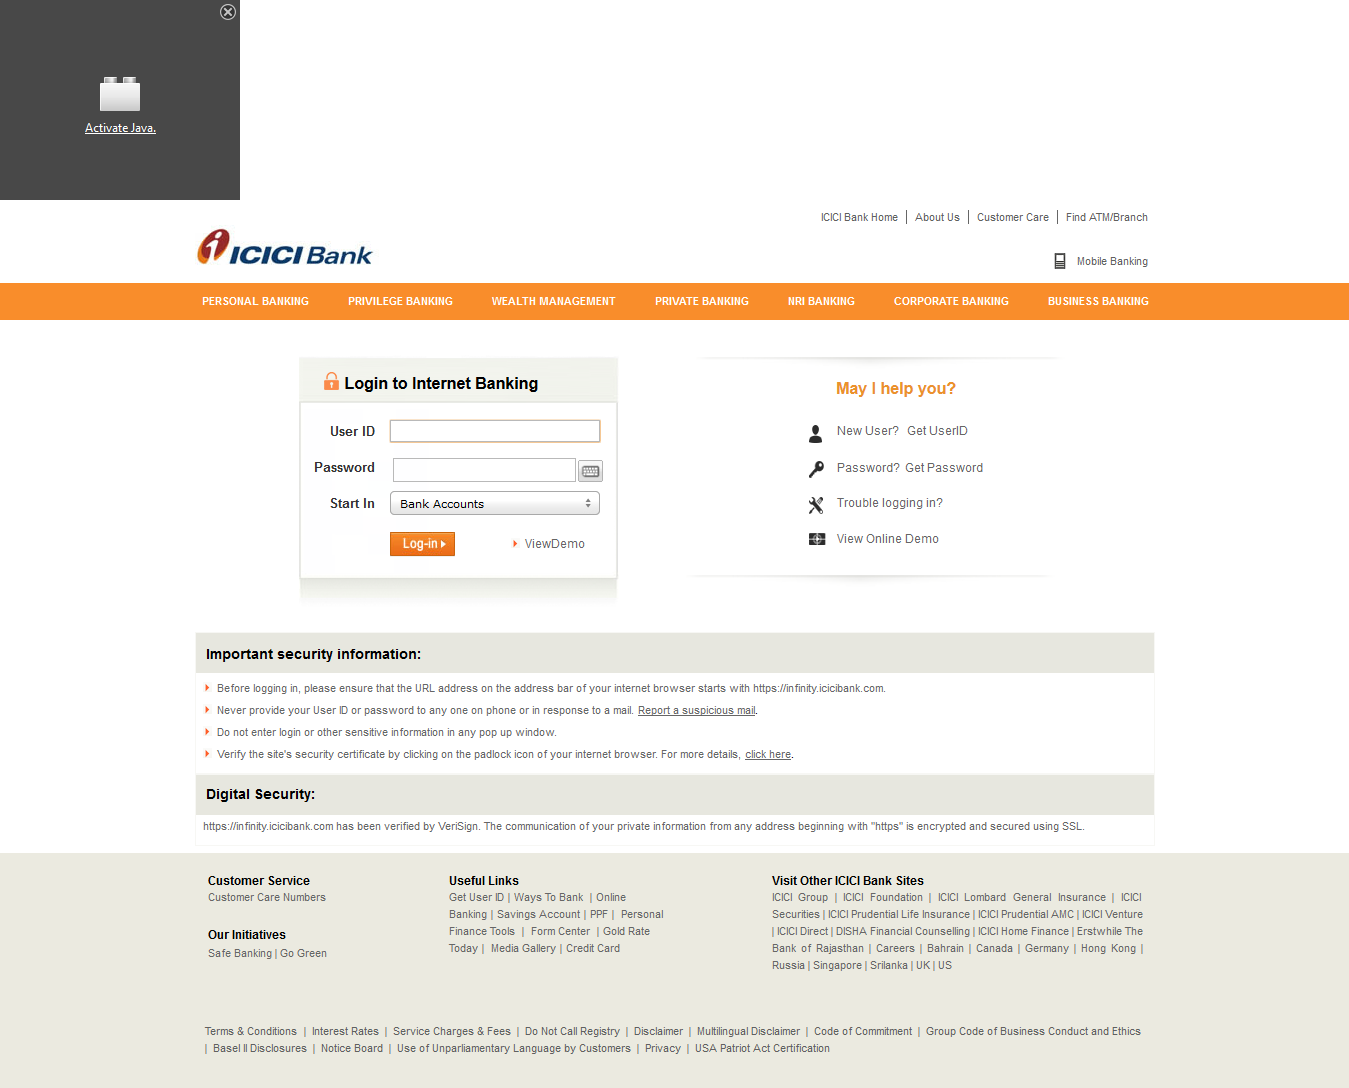 Activate Java.
ICICI Bank Home | About Us | Customer Care | Find ATM/Branch
ICICI Bank
Mobile Banking
PERSONAL BANKING PRIVILEGE BANKING WEALTH MANAGEMENT PRIVATE BANKING NRI BANKING CORPORATE BANKING BUSINESS BANKING
Login to Internet Banking
User ID
Password
Start In Bank Accounts
Log-in ViewDemo
May I help you?
New User? Get UserID
Password? Get Password
Trouble logging in?
View Online Demo
Important security information:
Before logging in, please ensure that the URL address on the address bar of your internet browser starts with https://infinity.icicibank.com.
Never provide your User ID or password to any one on phone or in response to a mail. Report a suspicious mail.
Do not enter login or other sensitive information in any pop up window.
Verify the site's security certificate by clicking on the padlock icon of your internet browser. For more details, click here.
Digital Security:
https://infinity.icicibank.com has been verified by VeriSign. The communication of your private information from any address beginning with "https" is encrypted and secured using SSL.
Customer Service
Customer Care Numbers
Our Initiatives
Safe Banking | Go Green
Useful Links
Get User ID | Ways To Bank | Online
Banking | Savings Account | PPF | Personal
Finance Tools | Form Center | Gold Rate
Today | Media Gallery | Credit Card
Visit Other ICICI Bank Sites
ICICI Group | ICICI Foundation | ICICI Lombard General Insurance | ICICI
Securities | ICICI Prudential Life Insurance | ICICI Prudential AMC | ICICI Venture
| ICICI Direct | DISHA Financial Counselling | ICICI Home Finance | Erstwhile The
Bank of Rajasthan | Careers | Bahrain | Canada | Germany | Hong Kong |
Russia | Singapore | Srilanka | UK | US
Terms & Conditions | Interest Rates | Service Charges & Fees | Do Not Call Registry | Disclaimer | Multilingual Disclaimer | Code of Commitment | Group Code of Business Conduct and Ethics
| Basel II Disclosures | Notice Board | Use of Unparliamentary Language by Customers | Privacy | USA Patriot Act Certification